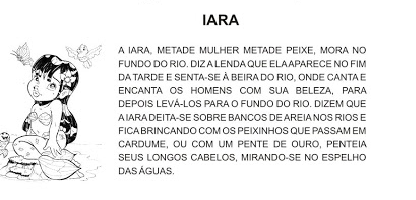 IARA
A IARA, METADE MULHER METADE PEIXE, MORA NO
FUNDO DO RIO. DIZ A LENDA QUE ELA APARECE NO FIM
DA TARDE E SENTA-SE À BEIRA DO RIO, ONDE CANTA E
ENCANTA OS HOMENS COM SUA BELEZA, PARA
DEPOIS LEVÁ-LOS PARA O FUNDO DO RIO. DIZEM QUE
A IARA DEITA-SE SOBRE BANCOS DE AREIA NOS RIOS E
FICA BRINCANDO COM OS PEIXINHOS QUE PASSAM EM
CARDUME, OU COM UM PENTE DE OURO, PENTEIA
SEUS LONGOS CABELOS, MIRANDO-SE NO ESPELHO
DAS ÁGUAS.